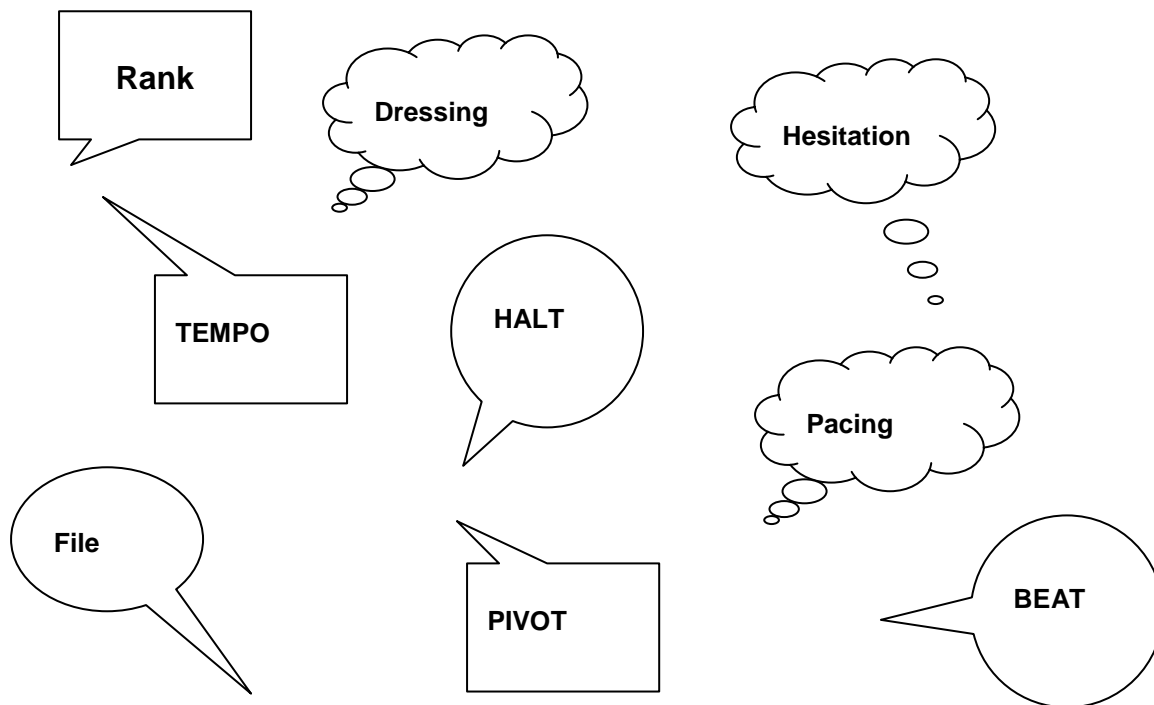 Rank
Dressing
Hesitation
TEMPO
HALT
Pacing
File
PIVOT
BEAT